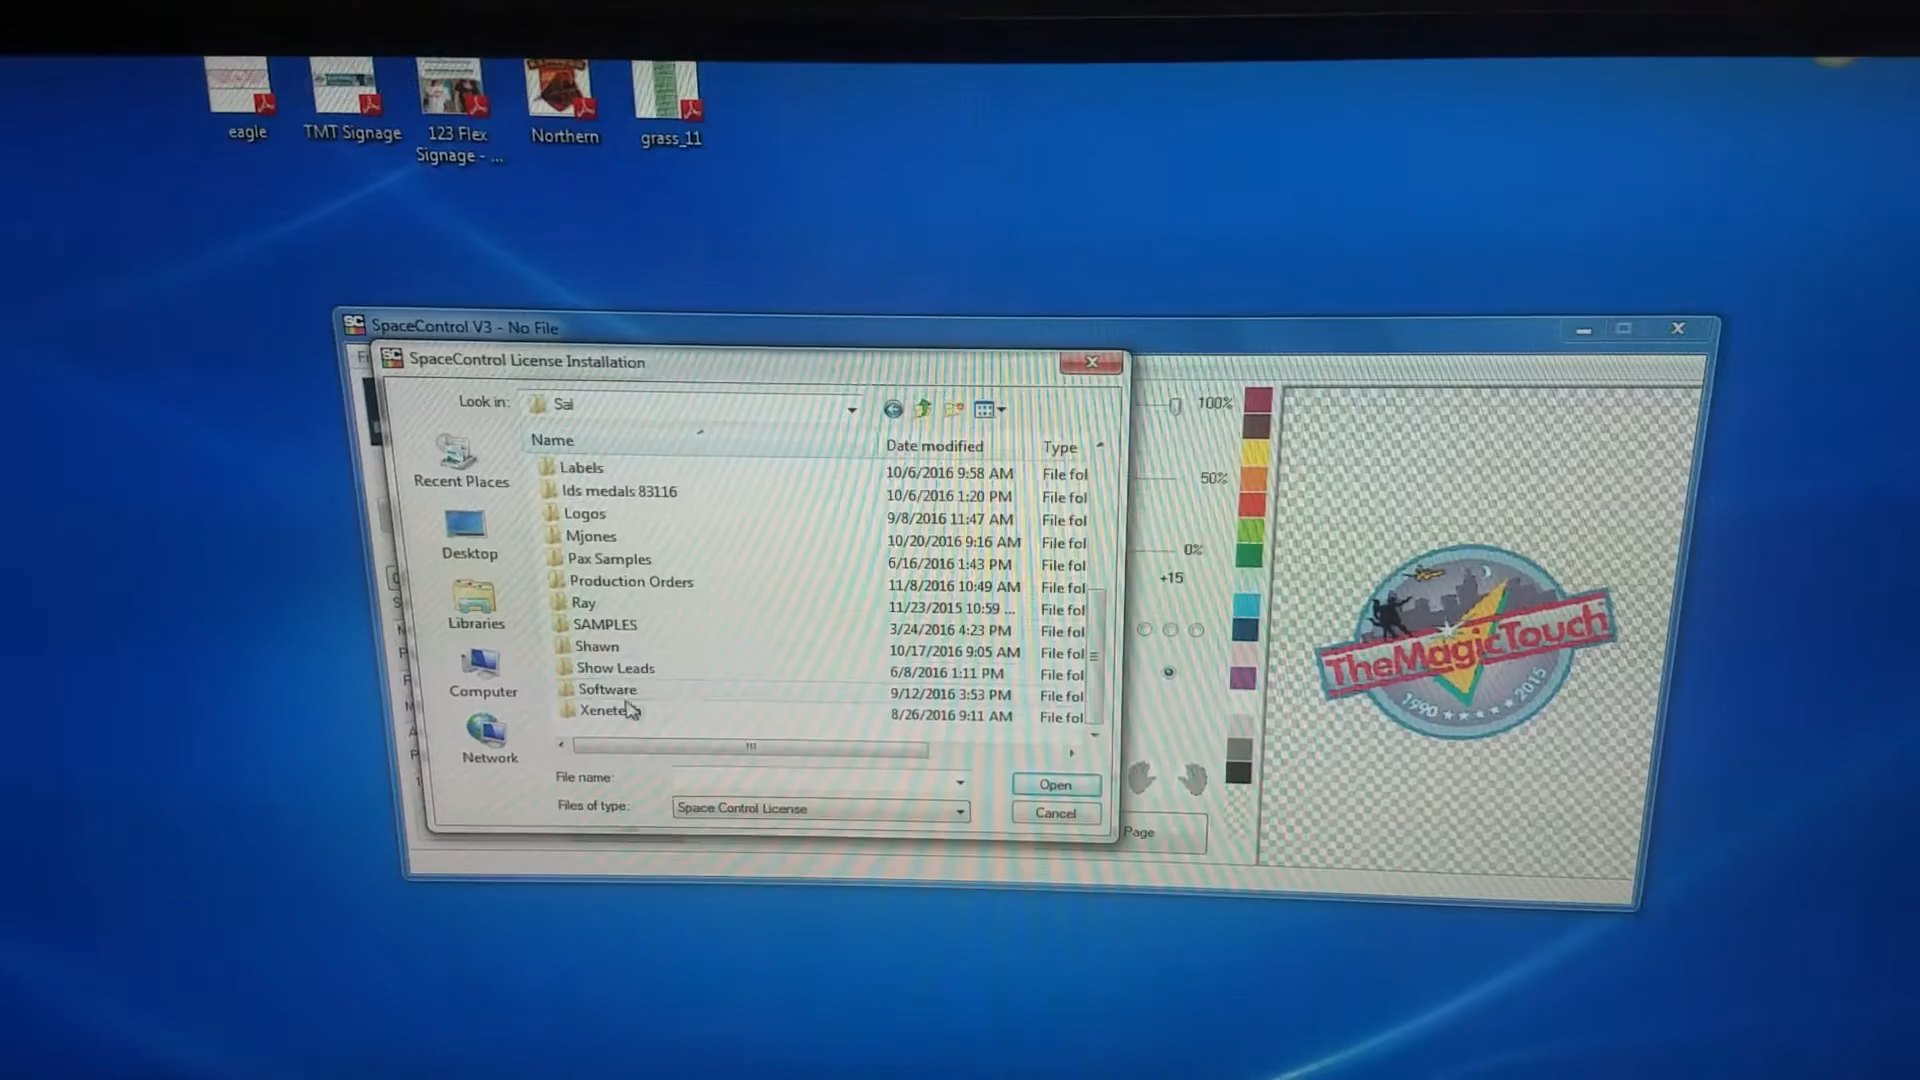 eagle
TMT Signage
123 Flex
Signage - ...
Northern
grass_11
SC SpaceControl V3 - No File
SC SpaceControl License Installation
Look in: Sal
Name Date modified Type
Labels 10/6/2016 9:58 AM File fol
lds medals 83116 10/6/2016 1:20 PM File fol
Logos 9/8/2016 11:47 AM File fol
Mjones 10/20/2016 9:16 AM File fol
Pax Samples 6/16/2016 1:43 PM File fol
Production Orders 11/8/2016 10:49 AM File fol
Ray 11/23/2015 10:59 ... File fol
SAMPLES 3/24/2016 4:23 PM File fol
Shawn 10/17/2016 9:05 AM File fol
Show Leads 6/8/2016 1:11 PM File fol
Software 9/12/2016 3:53 PM File fol
8/26/2016 9:11 AM File fol
Recent Places
Desktop
Libraries
Computer
Network
File name:
Files of type: Space Control License
Open
Cancel
100%
50%
0%
+15
Page
TheMagicTouch
1990 ★★★★ 2015